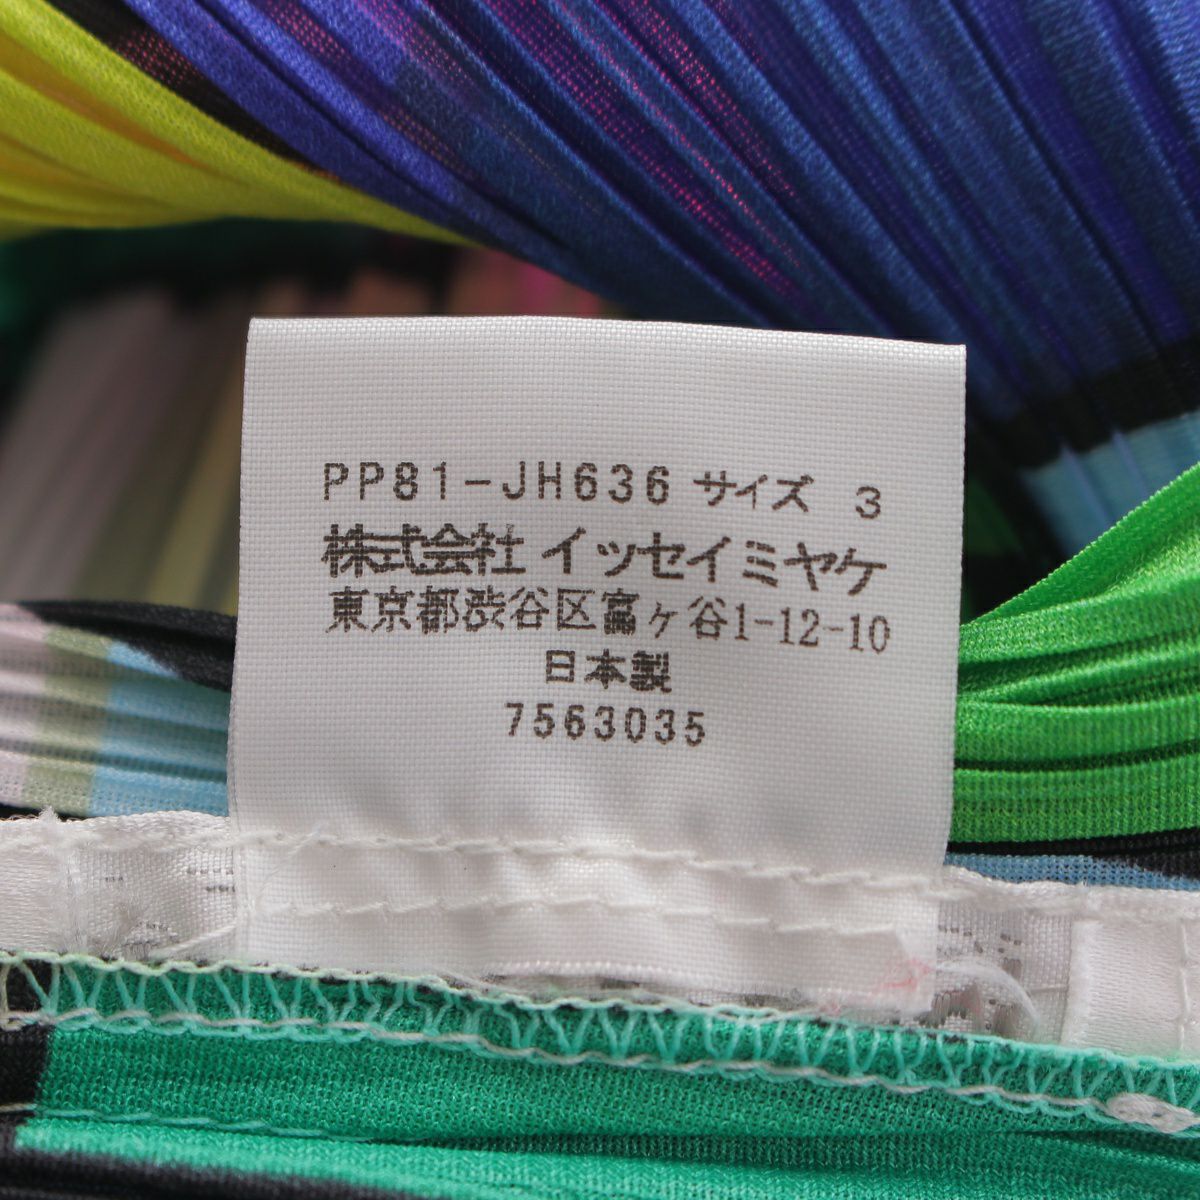 PP81-JH636 サイズ 3
株式会社 イッセイミヤケ
東京都渋谷区富ヶ谷1-12-10
日本製
7563035